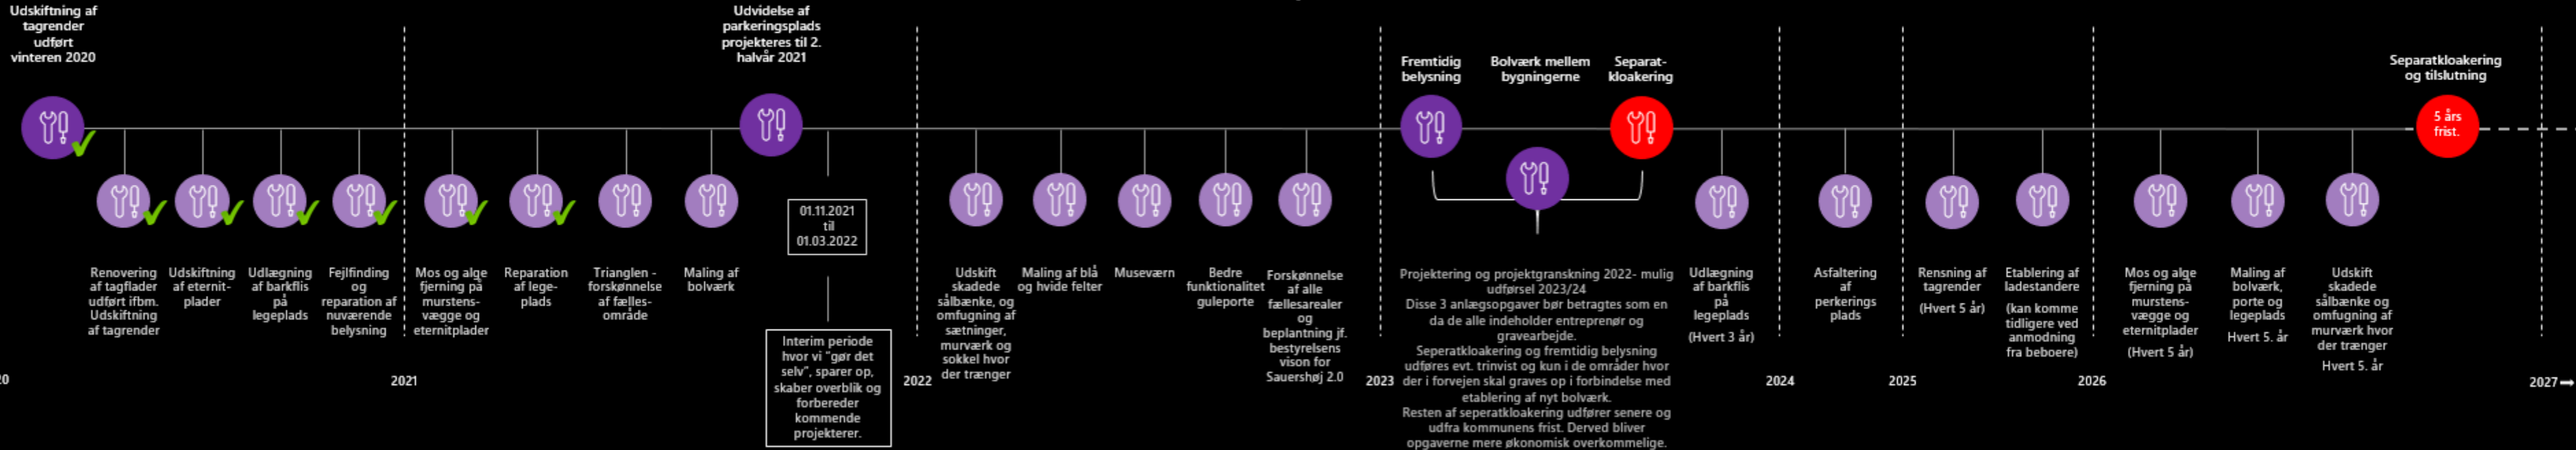 Udskiftning af
tagrender
udført
vinteren 2020
Renovering
af tagflader
udført ifbm.
Udskiftning
af tagrender
Udskiftning
af eternit-
plader
Udlægning
af barkflis
på
legeplads
Fejlfinding
og
reparation af
nuværende
belysning
20
2021
Mos og alge
fjerning på
murstens-
vægge og
eternitplader
Reparation
af lege-
plads
Trianglen -
forskønnelse
af fælles-
område
Maling af
bolværk
Udvidelse af
parkeringsplads
projekteres til 2.
halvår 2021
01.11.2021
til
01.03.2022
Interim periode
hvor vi "gør det
selv", sparer op,
skaber overblik og
forbereder
kommende
projekterer.
2022
Udskift
skadede
sålbænke, og
omfugning af
sætninger,
murværk og
sokkel hvor
der trænger
Maling af blå
og hvide felter
Museværn
Bedre
funktionalitet
guleporte
Forskønnelse
af alle
fællesarealer
og
beplantning jf.
bestyrelsens
vison for
Sauershøj 2.0
2023
Fremtidig
belysning
Bolværk mellem
bygningerne
Separat-
kloakering
Projektering og projektgranskning 2022- mulig
udførsel 2023/24
Disse 3 anlægsopgaver bør betragtes som en
da de alle indeholder entreprenør og
gravearbejde.
Seperatkloakering og fremtidig belysning
udføres evt. trinvist og kun i de områder hvor
der i forvejen skal graves op i forbindelse med
etablering af nyt bolværk.
Resten af seperatkloakering udfører senere og
udfra kommunens frist. Derved bliver
opgaverne mere økonomisk overkommelige.
Udlægning
af barkflis
på
legeplads
(Hvert 3 år)
2024
Asfaltering
af
perkerings
plads
2025
Rensning af
tagrender
(Hvert 5 år)
Etablering af
ladestandere
(kan komme
tidligere ved
anmodning
fra beboere)
2026
Mos og alge
fjerning på
murstens-
vægge og
eternitplader
(Hvert 5 år)
Maling af
bolværk,
porte og
legeplads
Hvert 5. år
Udskift
skadede
sålbænke og
omfugning af
murværk hvor
der trænger
Hvert 5. år
Separatkloakering
og tilslutning
5 års
frist.
2027